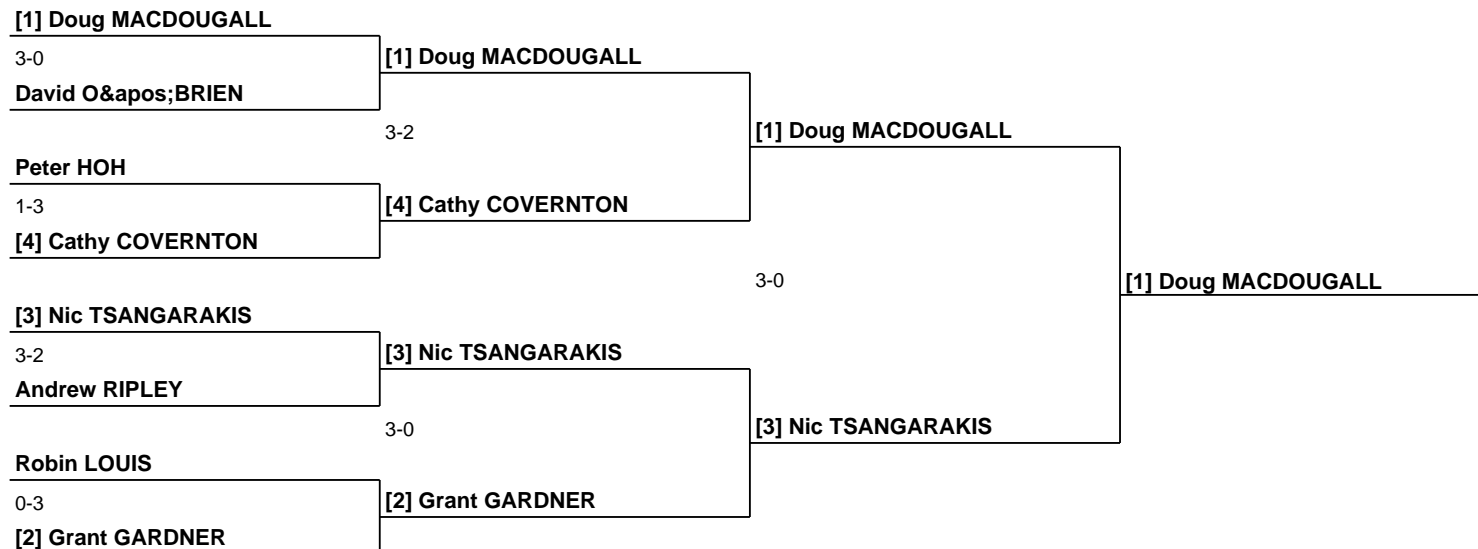 [1] Doug MACDOUGALL
3-0
[1] Doug MACDOUGALL
David O&apos;BRIEN
3-2
[1] Doug MACDOUGALL
Peter HOH
1-3
[4] Cathy COVERNTON
[4] Cathy COVERNTON
3-0
[1] Doug MACDOUGALL
[3] Nic TSANGARAKIS
3-2
[3] Nic TSANGARAKIS
Andrew RIPLEY
3-0
[3] Nic TSANGARAKIS
Robin LOUIS
0-3
[2] Grant GARDNER
[2] Grant GARDNER